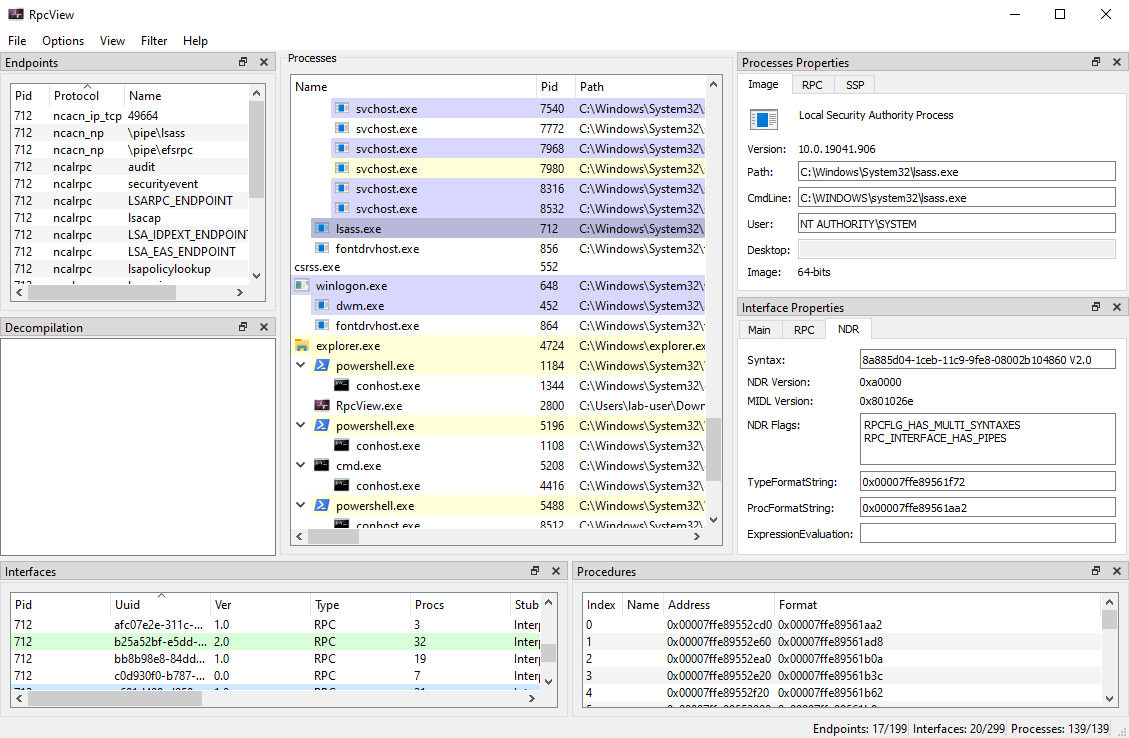 RpcView
File Options View Filter Help
Endpoints
Pid Protocol Name
712 ncacn_ip_tcp 49664
712 ncacn_np \pipe\lsass
712 ncacn_np \pipe\efsrpc
712 ncalrpc audit
712 ncalrpc securityevent
712 ncalrpc LSARPC_ENDPOINT
712 ncalrpc lsacap
712 ncalrpc LSA_IDPEXT_ENDPOINT
712 ncalrpc LSA_EAS_ENDPOINT
712 ncalrpc lsapolicylookup
Decompilation
Processes
Name Pid Path
svchost.exe 7540 C:\Windows\System32\
svchost.exe 7772 C:\Windows\System32\
svchost.exe 7968 C:\Windows\System32\
svchost.exe 7980 C:\Windows\System32\
svchost.exe 8316 C:\Windows\System32\
svchost.exe 8532 C:\Windows\System32\
lsass.exe 712 C:\Windows\System32\
fontdrvhost.exe 856 C:\Windows\System32\
csrss.exe 552
winlogon.exe 648 C:\Windows\System32\
dwm.exe 452 C:\Windows\System32\
fontdrvhost.exe 864 C:\Windows\System32\
explorer.exe 4724 C:\Windows\explorer.ex
powershell.exe 1184 C:\Windows\System32\
conhost.exe 1344 C:\Windows\System32\
RpcView.exe 2800 C:\Users\lab-user\Down
powershell.exe 5196 C:\Windows\System32\
conhost.exe 1108 C:\Windows\System32\
cmd.exe 5208 C:\Windows\System32\
conhost.exe 4416 C:\Windows\System32\
powershell.exe 5488 C:\Windows\System32\
conhost.exe 8512 C:\Windows\System32\
Processes Properties
Image RPC SSP
Local Security Authority Process
Version: 10.0.19041.906
Path: C:\Windows\System32\lsass.exe
CmdLine: C:\WINDOWS\system32\lsass.exe
User: NT AUTHORITY\SYSTEM
Desktop:
Image: 64-bits
Interface Properties
Main RPC NDR
Syntax: 8a885d04-1ceb-11c9-9fe8-08002b104860 V2.0
NDR Version: 0xa0000
MIDL Version: 0x801026e
NDR Flags: RPCFLG_HAS_MULTI_SYNTAXES
RPC_INTERFACE_HAS_PIPES
TypeFormatString: 0x00007ffe89561f72
ProcFormatString: 0x00007ffe89561aa2
ExpressionEvaluation:
Interfaces
Pid Uuid Ver Type Procs Stub
712 afc07e2e-311c-... 1.0 RPC 3 Interp
712 b25a52bf-e5dd-... 2.0 RPC 32 Interp
712 bb8b98e8-84dd... 1.0 RPC 19 Interp
712 c0d930f0-b787-... 0.0 RPC 7 Interp
Procedures
Index Name Address Format
0 0x00007ffe89552cd0 0x00007ffe89561aa2
1 0x00007ffe89552e60 0x00007ffe89561ad8
2 0x00007ffe89552ea0 0x00007ffe89561b0a
3 0x00007ffe89552e20 0x00007ffe89561b3c
4 0x00007ffe89552f20 0x00007ffe89561b62
Endpoints: 17/199 Interfaces: 20/299 Processes: 139/139